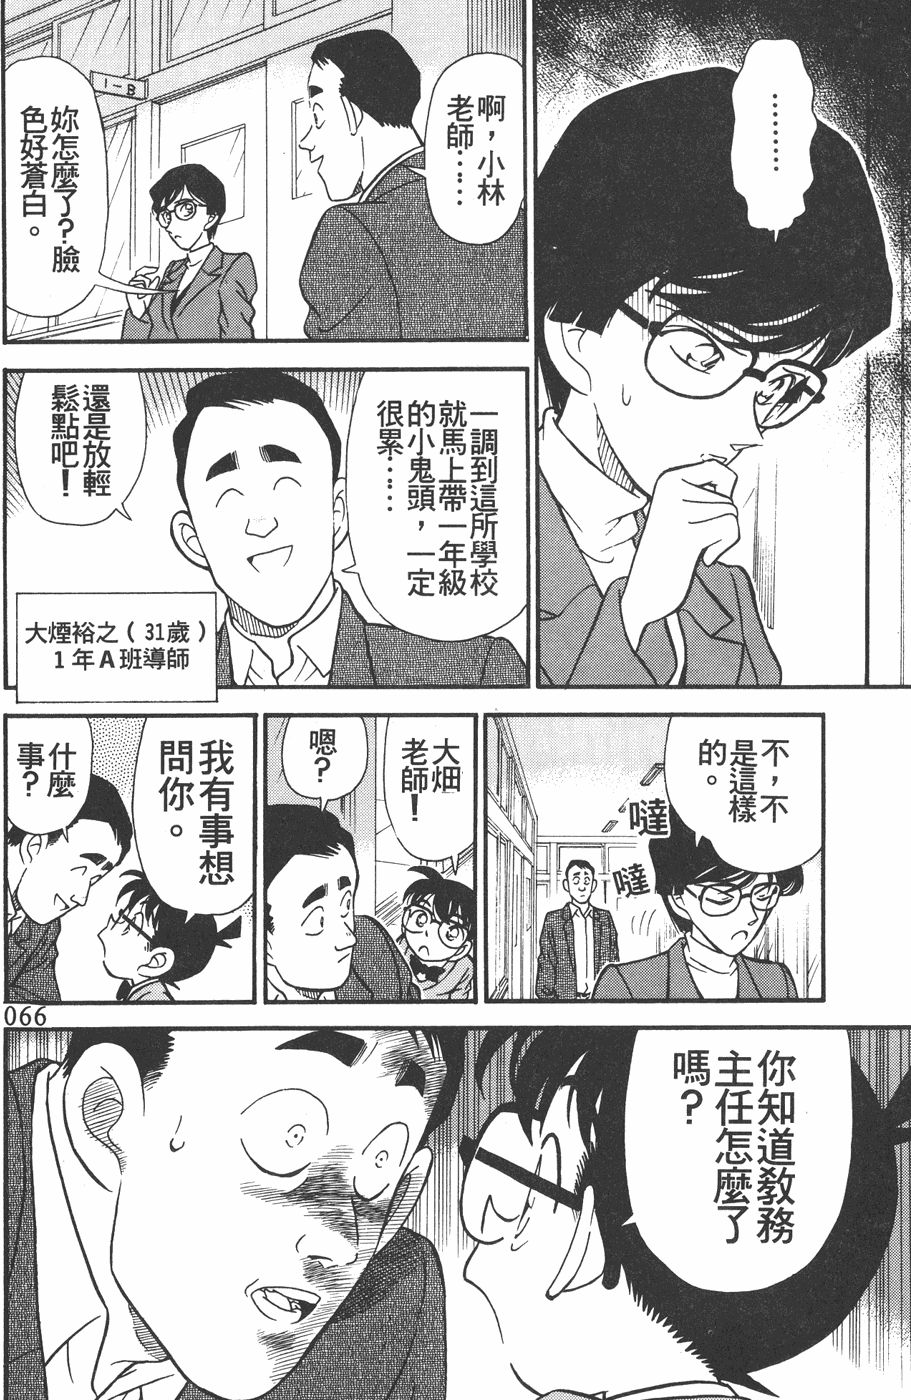 ………
啊，小林
老師……
妳怎麼了？臉
色好蒼白。
1－B
一調到這所學校
就馬上帶一年級
的小鬼頭，一定
很累……
還是放輕
鬆點吧！
大煙裕之（31歲）
1年A班導師
不，不
是這樣
的。
噠
噠
大畑
老師！
嗯？
我有事想
問你。
什麼
事？
066
你知道教務
主任怎麼了
嗎？